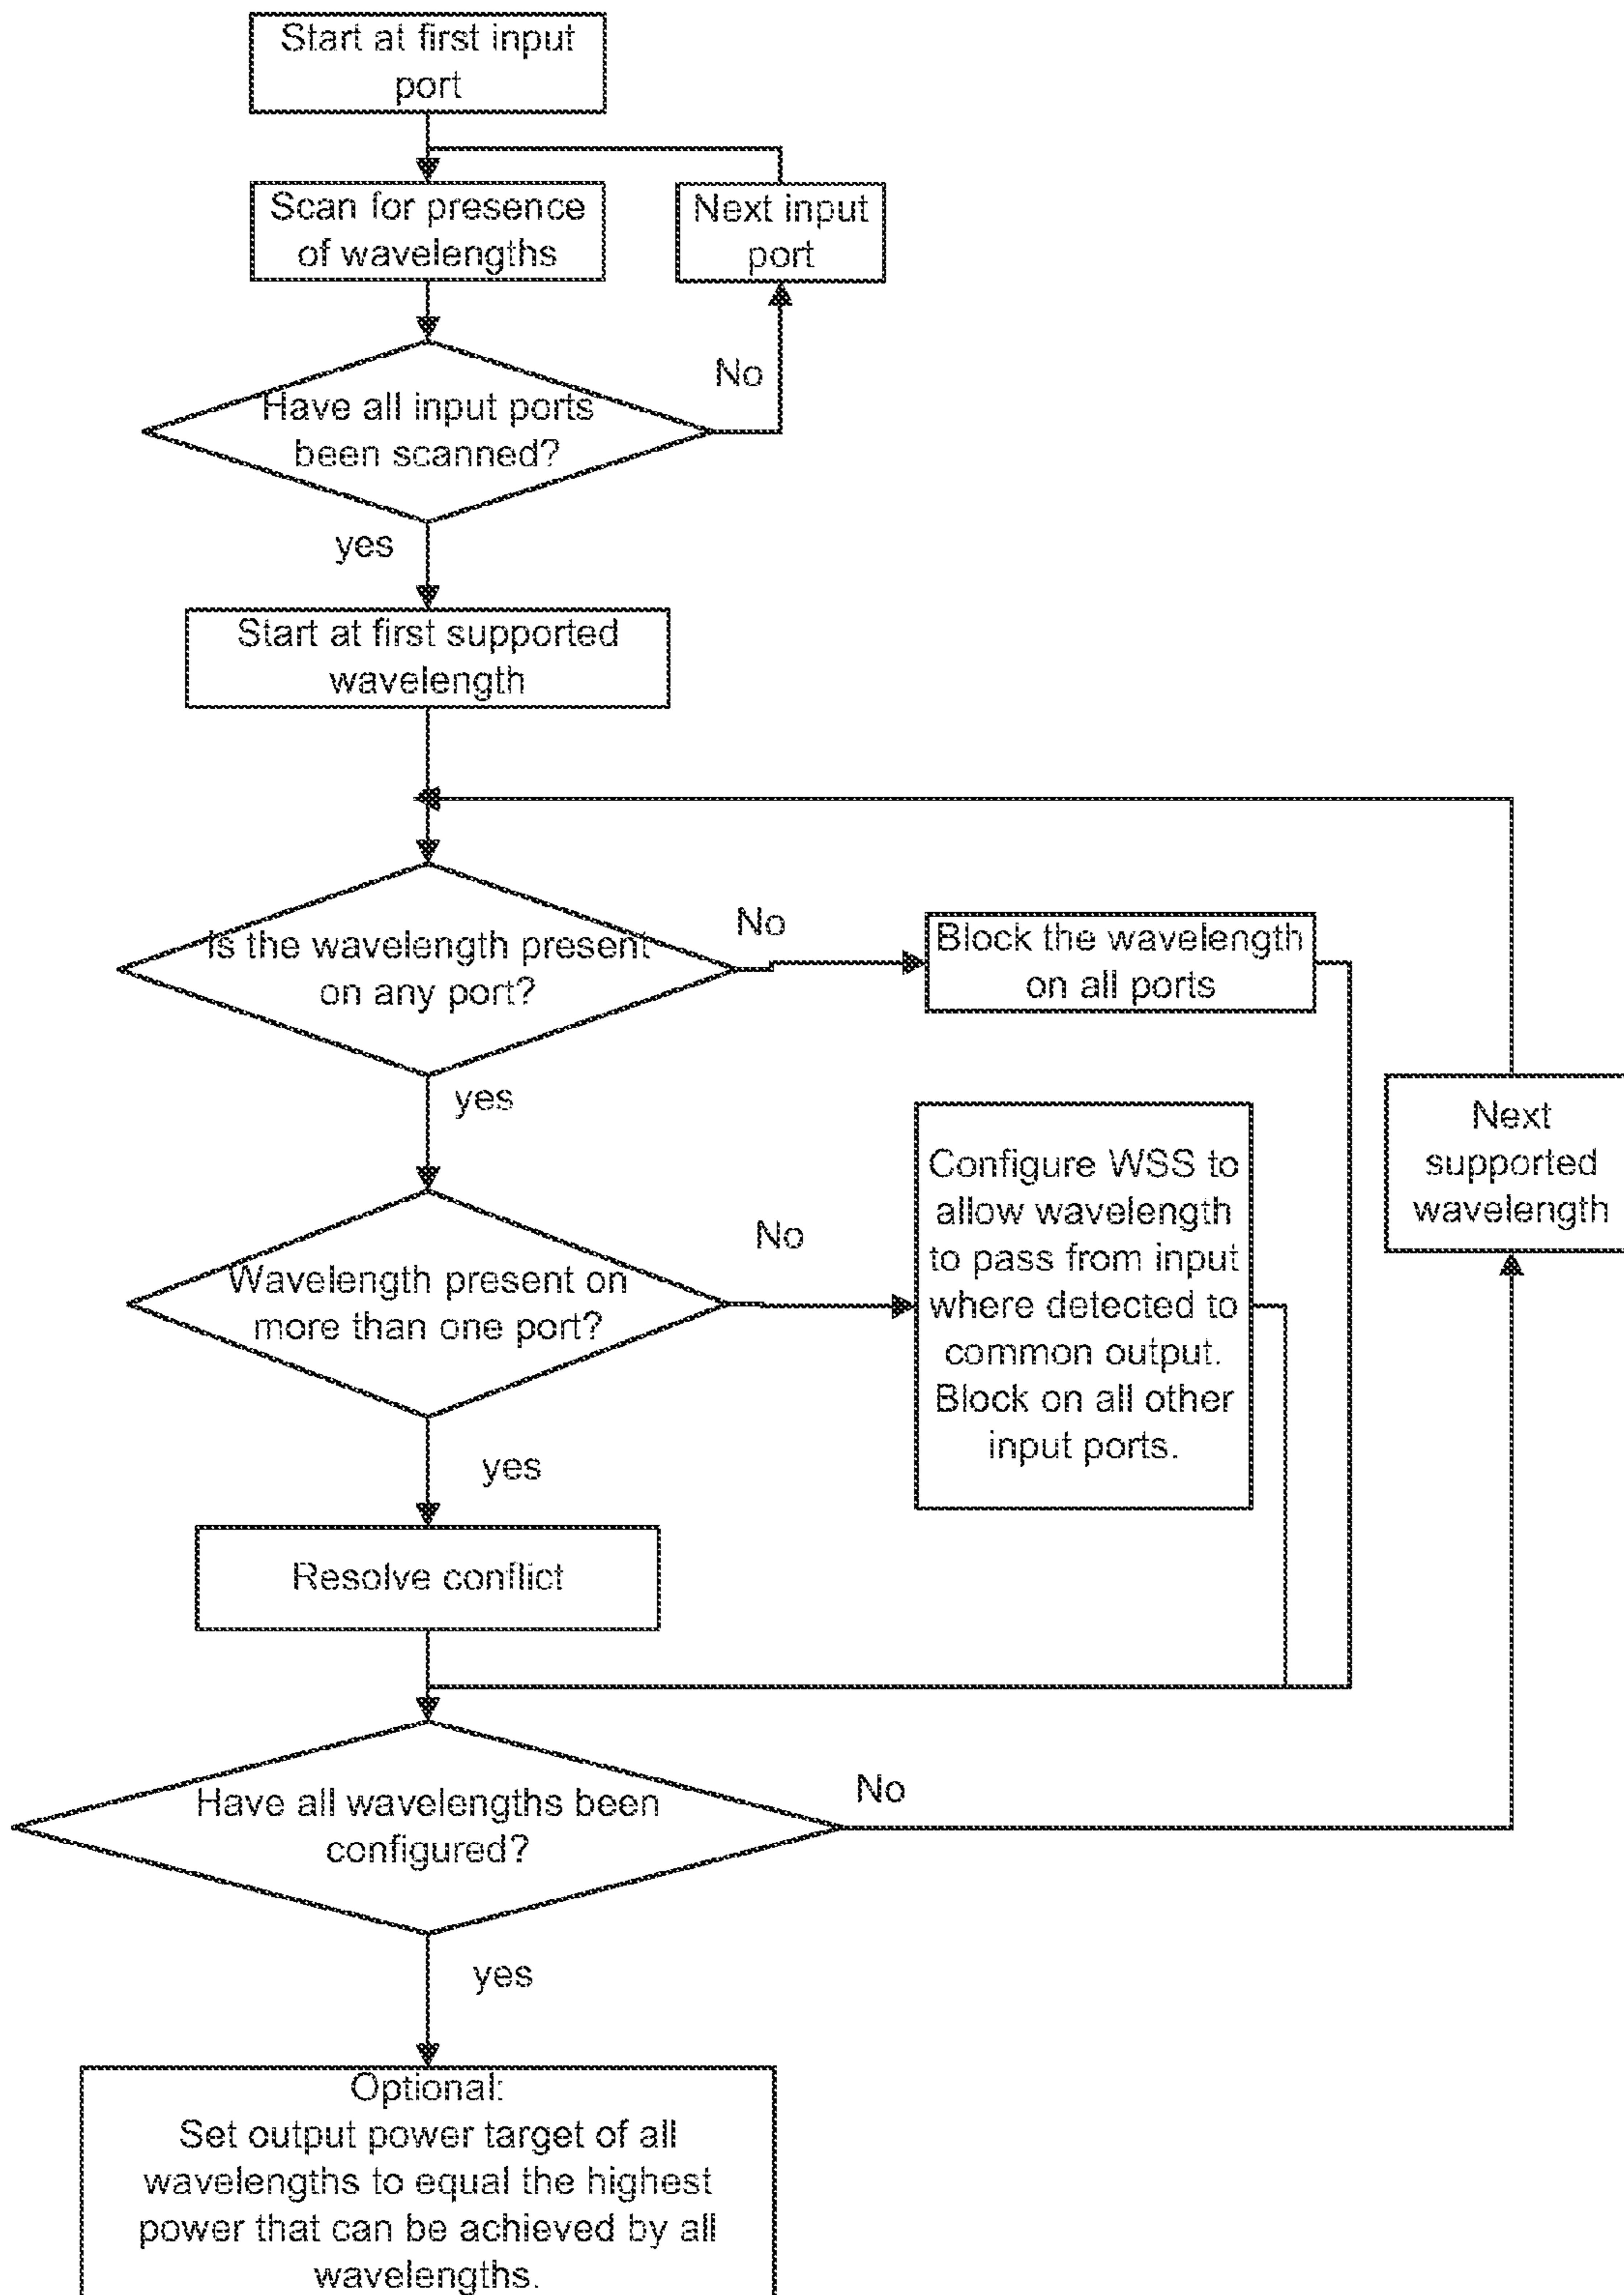 Start at first input
port
Scan for presence
of wavelengths
Next input
port
No
Have all input ports
been scanned?
yes
Start at first supported
wavelength
No
Is the wavelength present
on any port?
Block the wavelength
on all ports
yes
Next
supported
wavelength
No
Wavelength present on
more than one port?
Configure WSS to
allow wavelength
to pass from input
where detected to
common output.
Block on all other
input ports.
yes
Resolve conflict
No
Have all wavelengths been
configured?
yes
Optional:
Set output power target of all
wavelengths to equal the highest
power that can be achieved by all
wavelengths.